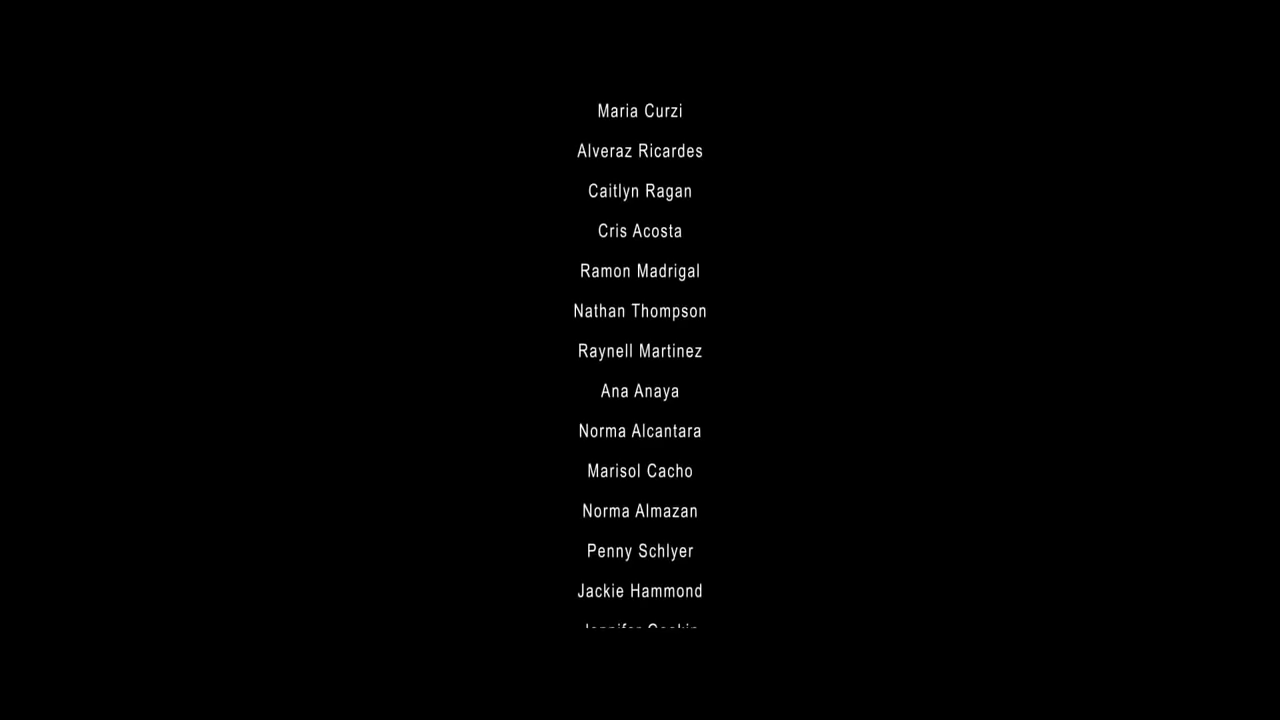 Maria Curzi
Alveraz Ricardes
Caitlyn Ragan
Cris Acosta
Ramon Madrigal
Nathan Thompson
Raynell Martinez
Ana Anaya
Norma Alcantara
Marisol Cacho
Norma Almazan
Penny Schlyer
Jackie Hammond
Jennifer